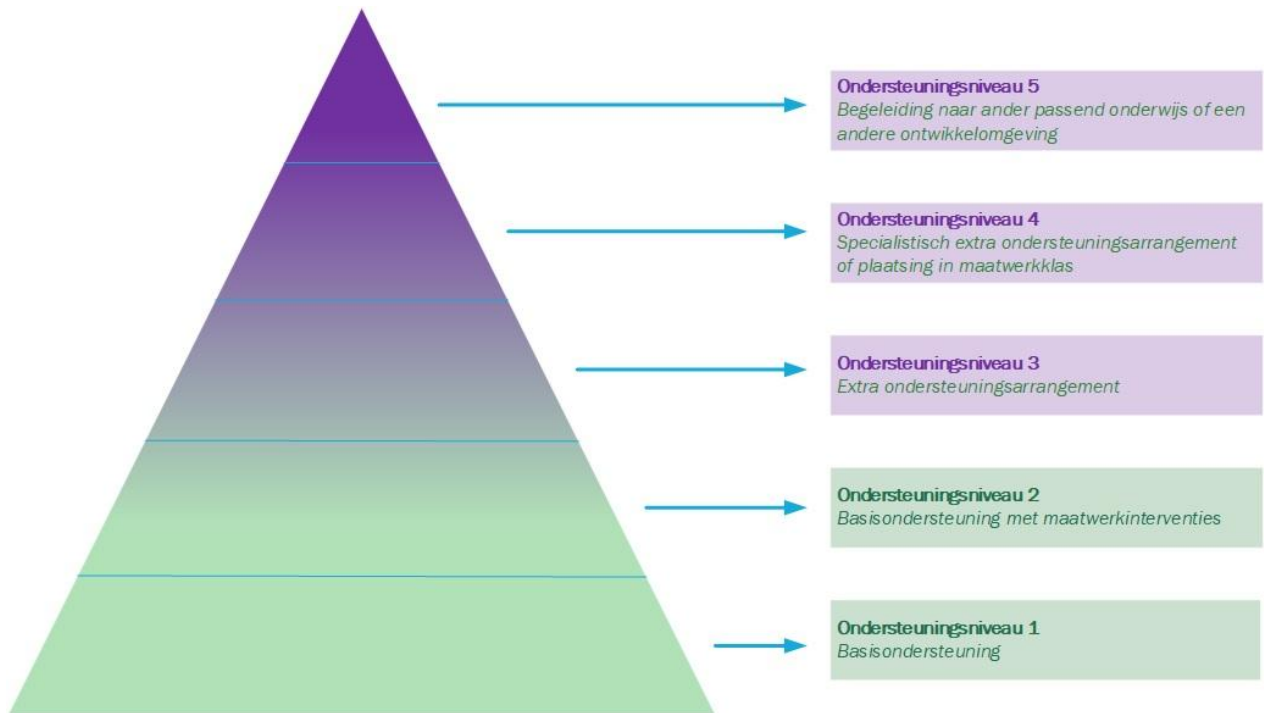 Ondersteuningsniveau 5
Begeleiding naar ander passend onderwijs of een
andere ontwikkelomgeving
Ondersteuningsniveau 4
Specialistisch extra ondersteuningsarrangement
of plaatsing in maatwerkklas
Ondersteuningsniveau 3
Extra ondersteuningsarrangement
Ondersteuningsniveau 2
Basisondersteuning met maatwerkinterventies
Ondersteuningsniveau 1
Basisondersteuning